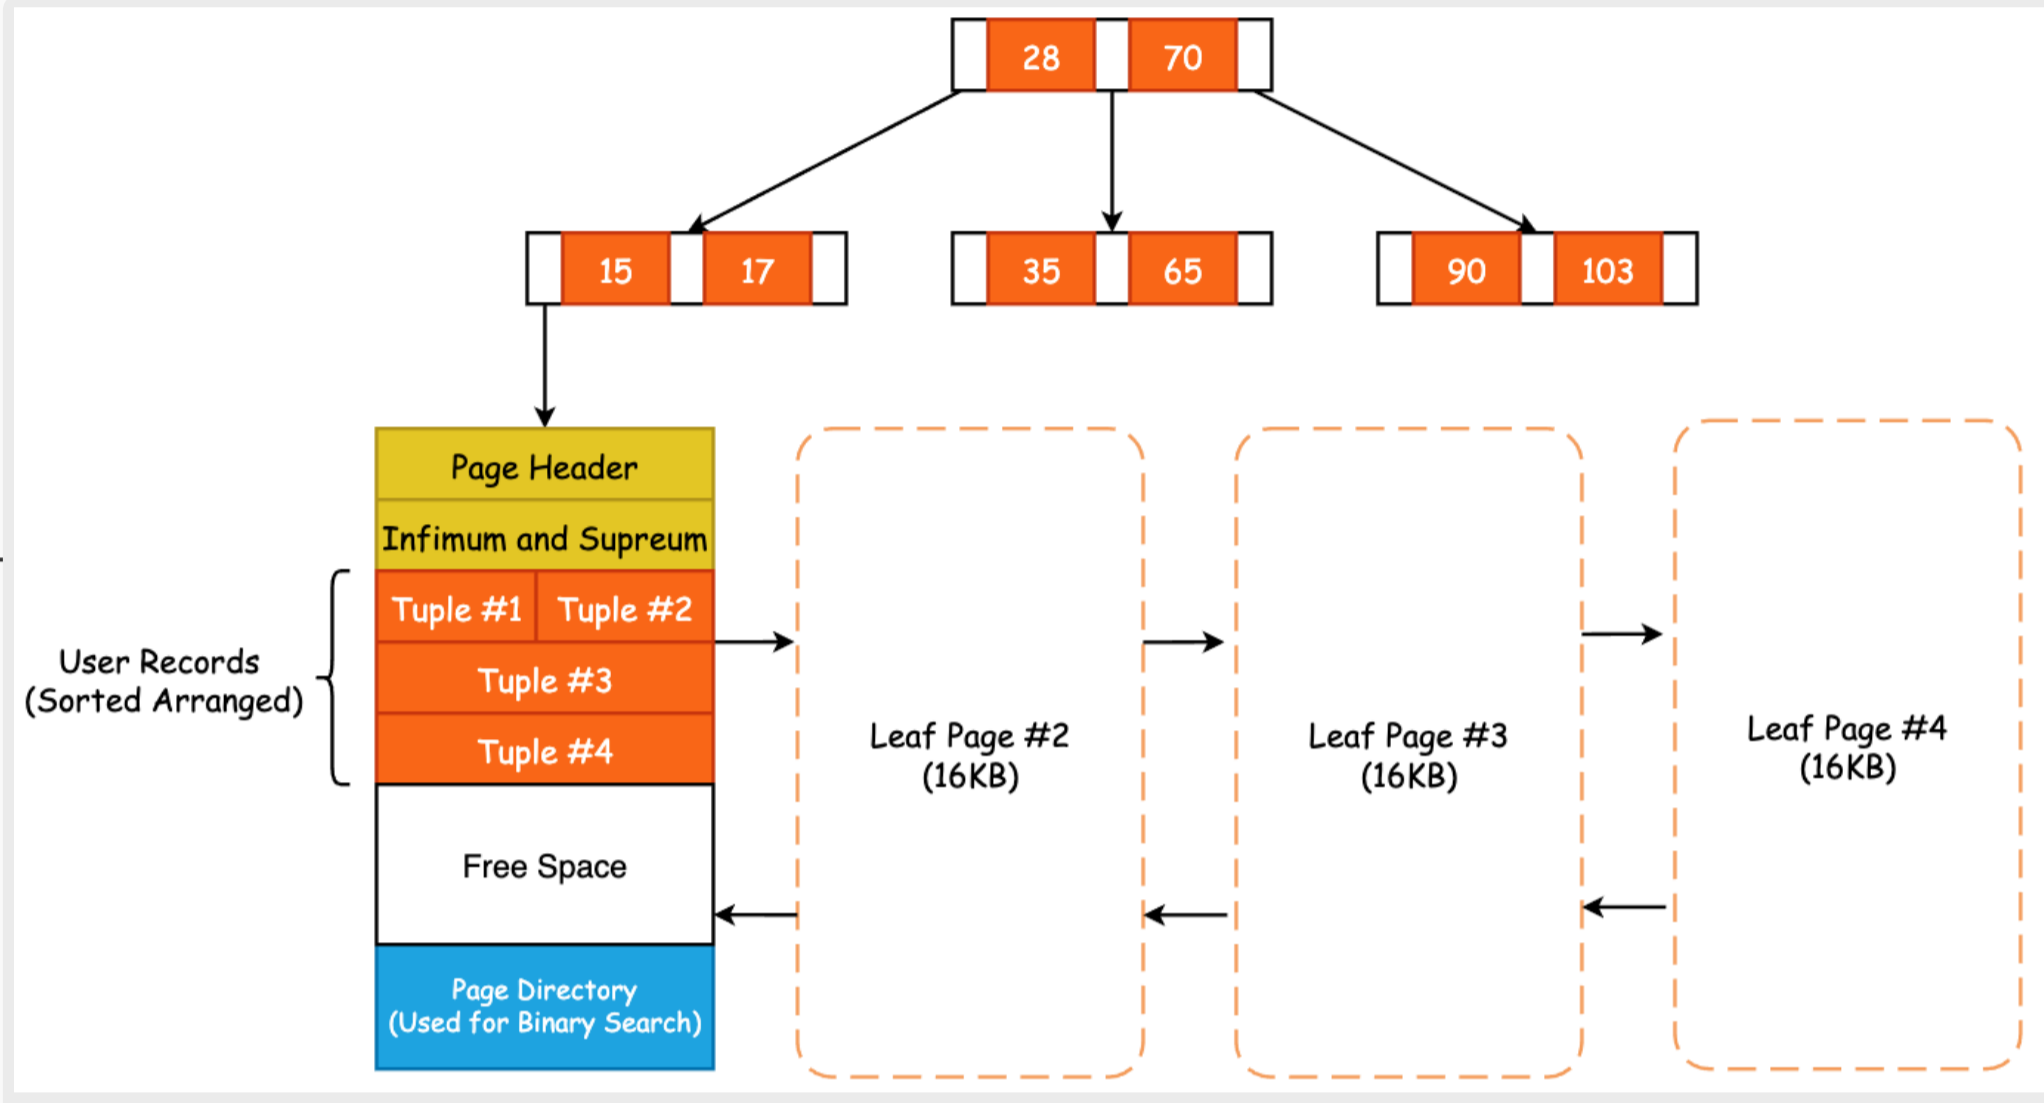 28 70
15 17
35 65
90 103
Page Header
Infimum and Supreum
Tuple #1 Tuple #2
Tuple #3
Tuple #4
User Records
(Sorted Arranged)
Free Space
Page Directory
(Used for Binary Search)
Leaf Page #2
(16KB)
Leaf Page #3
(16KB)
Leaf Page #4
(16KB)